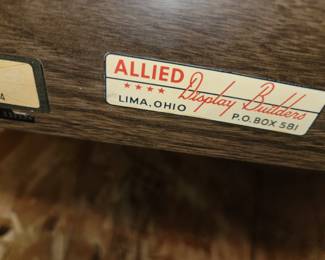 ALLIED Display Builders
LIMA, OHIO P.O. BOX 581